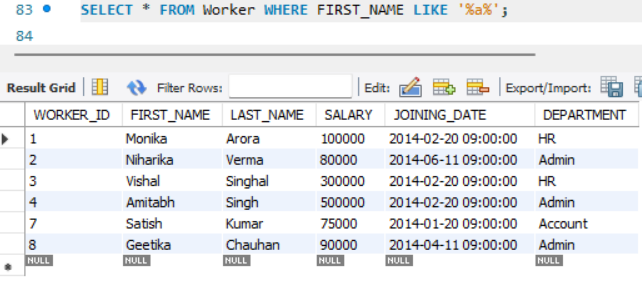 83 SELECT * FROM Worker WHERE FIRST_NAME LIKE '%a%';
84
Result Grid Filter Rows: Edit: Export/Import:
WORKER_ID FIRST_NAME LAST_NAME SALARY JOINING_DATE DEPARTMENT
1 Monika Arora 100000 2014-02-20 09:00:00 HR
2 Niharika Verma 80000 2014-06-11 09:00:00 Admin
3 Vishal Singhal 300000 2014-02-20 09:00:00 HR
4 Amitabh Singh 500000 2014-02-20 09:00:00 Admin
7 Satish Kumar 75000 2014-01-20 09:00:00 Account
8 Geetika Chauhan 90000 2014-04-11 09:00:00 Admin
NULL NULL NULL NULL NULL NULL